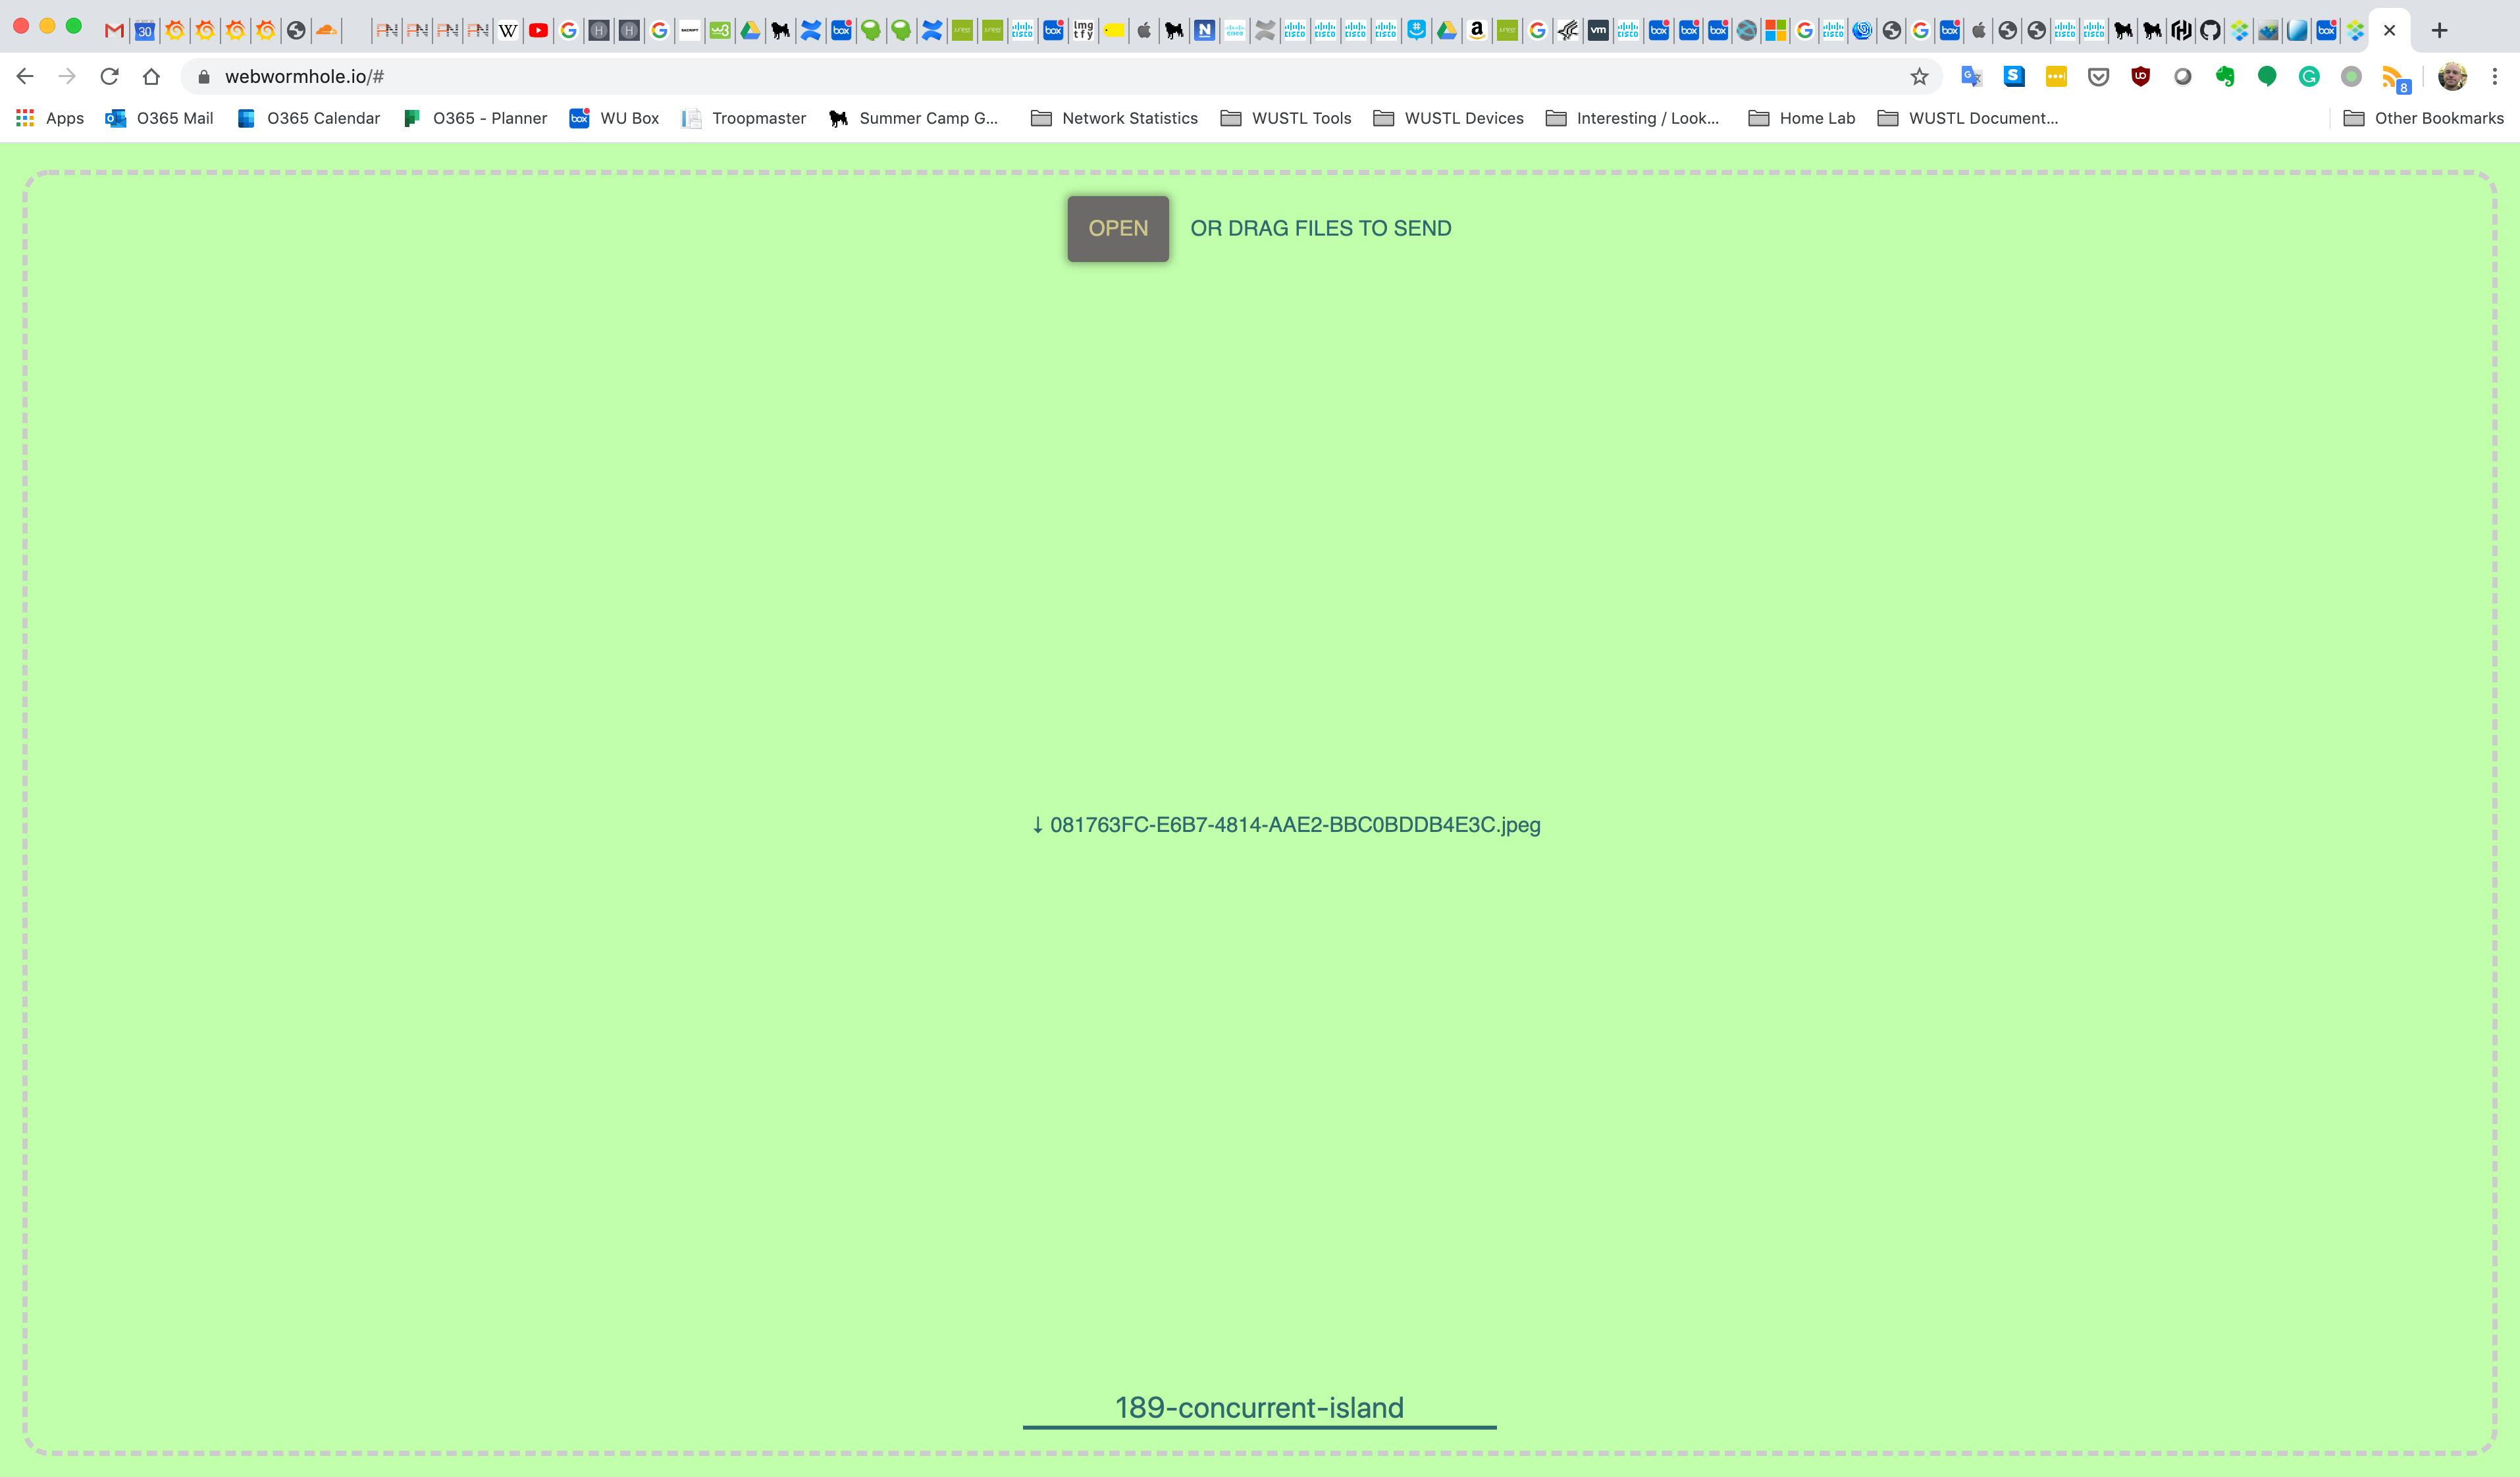 webwormhole.io/#
8
Apps O365 Mail O365 Calendar O365 - Planner WU Box Troopmaster Summer Camp G... Network Statistics WUSTL Tools WUSTL Devices Interesting / Look... Home Lab WUSTL Document... Other Bookmarks
OPEN OR DRAG FILES TO SEND
↓ 081763FC-E6B7-4814-AAE2-BBC0BDDB4E3C.jpeg
189-concurrent-island